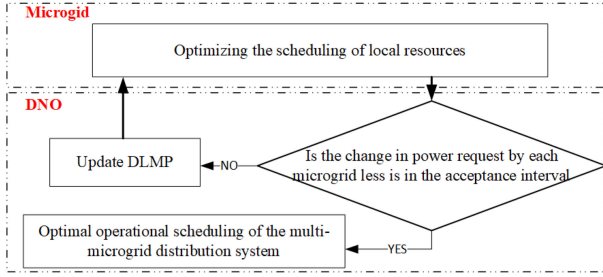 Microgid
Optimizing the scheduling of local resources
DNO
Is the change in power request by each
microgrid less is in the acceptance interval
NO
Update DLMP
YES
Optimal operational scheduling of the multi-
microgrid distribution system